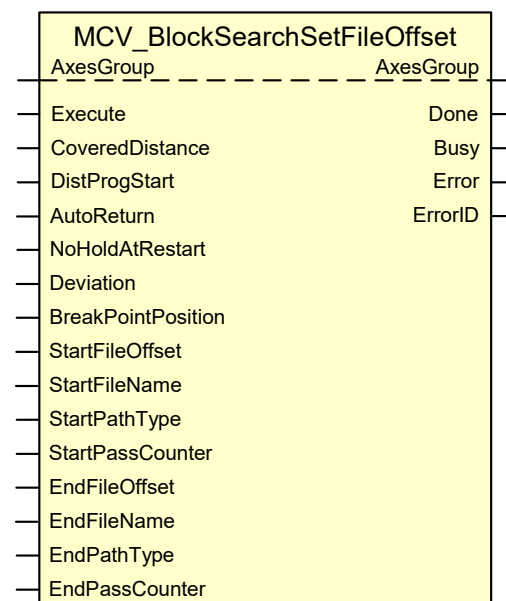 MCV_BlockSearchSetFileOffset
AxesGroup AxesGroup
Execute Done
CoveredDistance Busy
DistProgStart Error
AutoReturn ErrorID
NoHoldAtRestart
Deviation
BreakPointPosition
StartFileOffset
StartFileName
StartPathType
StartPassCounter
EndFileOffset
EndFileName
EndPathType
EndPassCounter